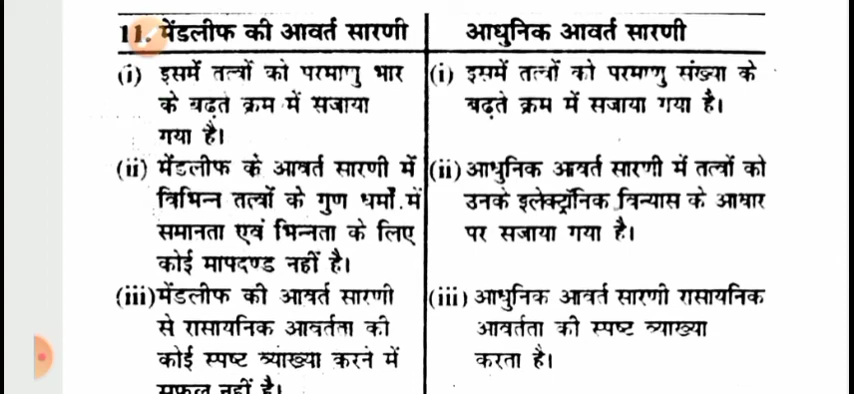 11. मेंडलीफ की आवर्त सारणी
(i) इसमें तत्वों को परमाणु भार
के बढ़ते क्रम में सजाया
गया है।
(ii) मेंडलीफ के आवर्त सारणी में
विभिन्न तत्वों के गुण धर्मों में
समानता एवं भिन्नता के लिए
कोई मापदण्ड नहीं है।
(iii) मेंडलीफ की आवर्त सारणी
से रासायनिक आवर्तता की
कोई स्पष्ट व्याख्या करने में
सफल नहीं है।
आधुनिक आवर्त सारणी
(i) इसमें तत्वों को परमाणु संख्या के
बढ़ते क्रम में सजाया गया है।
(ii) आधुनिक आवर्त सारणी में तत्वों को
उनके इलेक्ट्रॉनिक विन्यास के आधार
पर सजाया गया है।
(iii) आधुनिक आवर्त सारणी रासायनिक
आवर्तता की स्पष्ट व्याख्या
करता है।